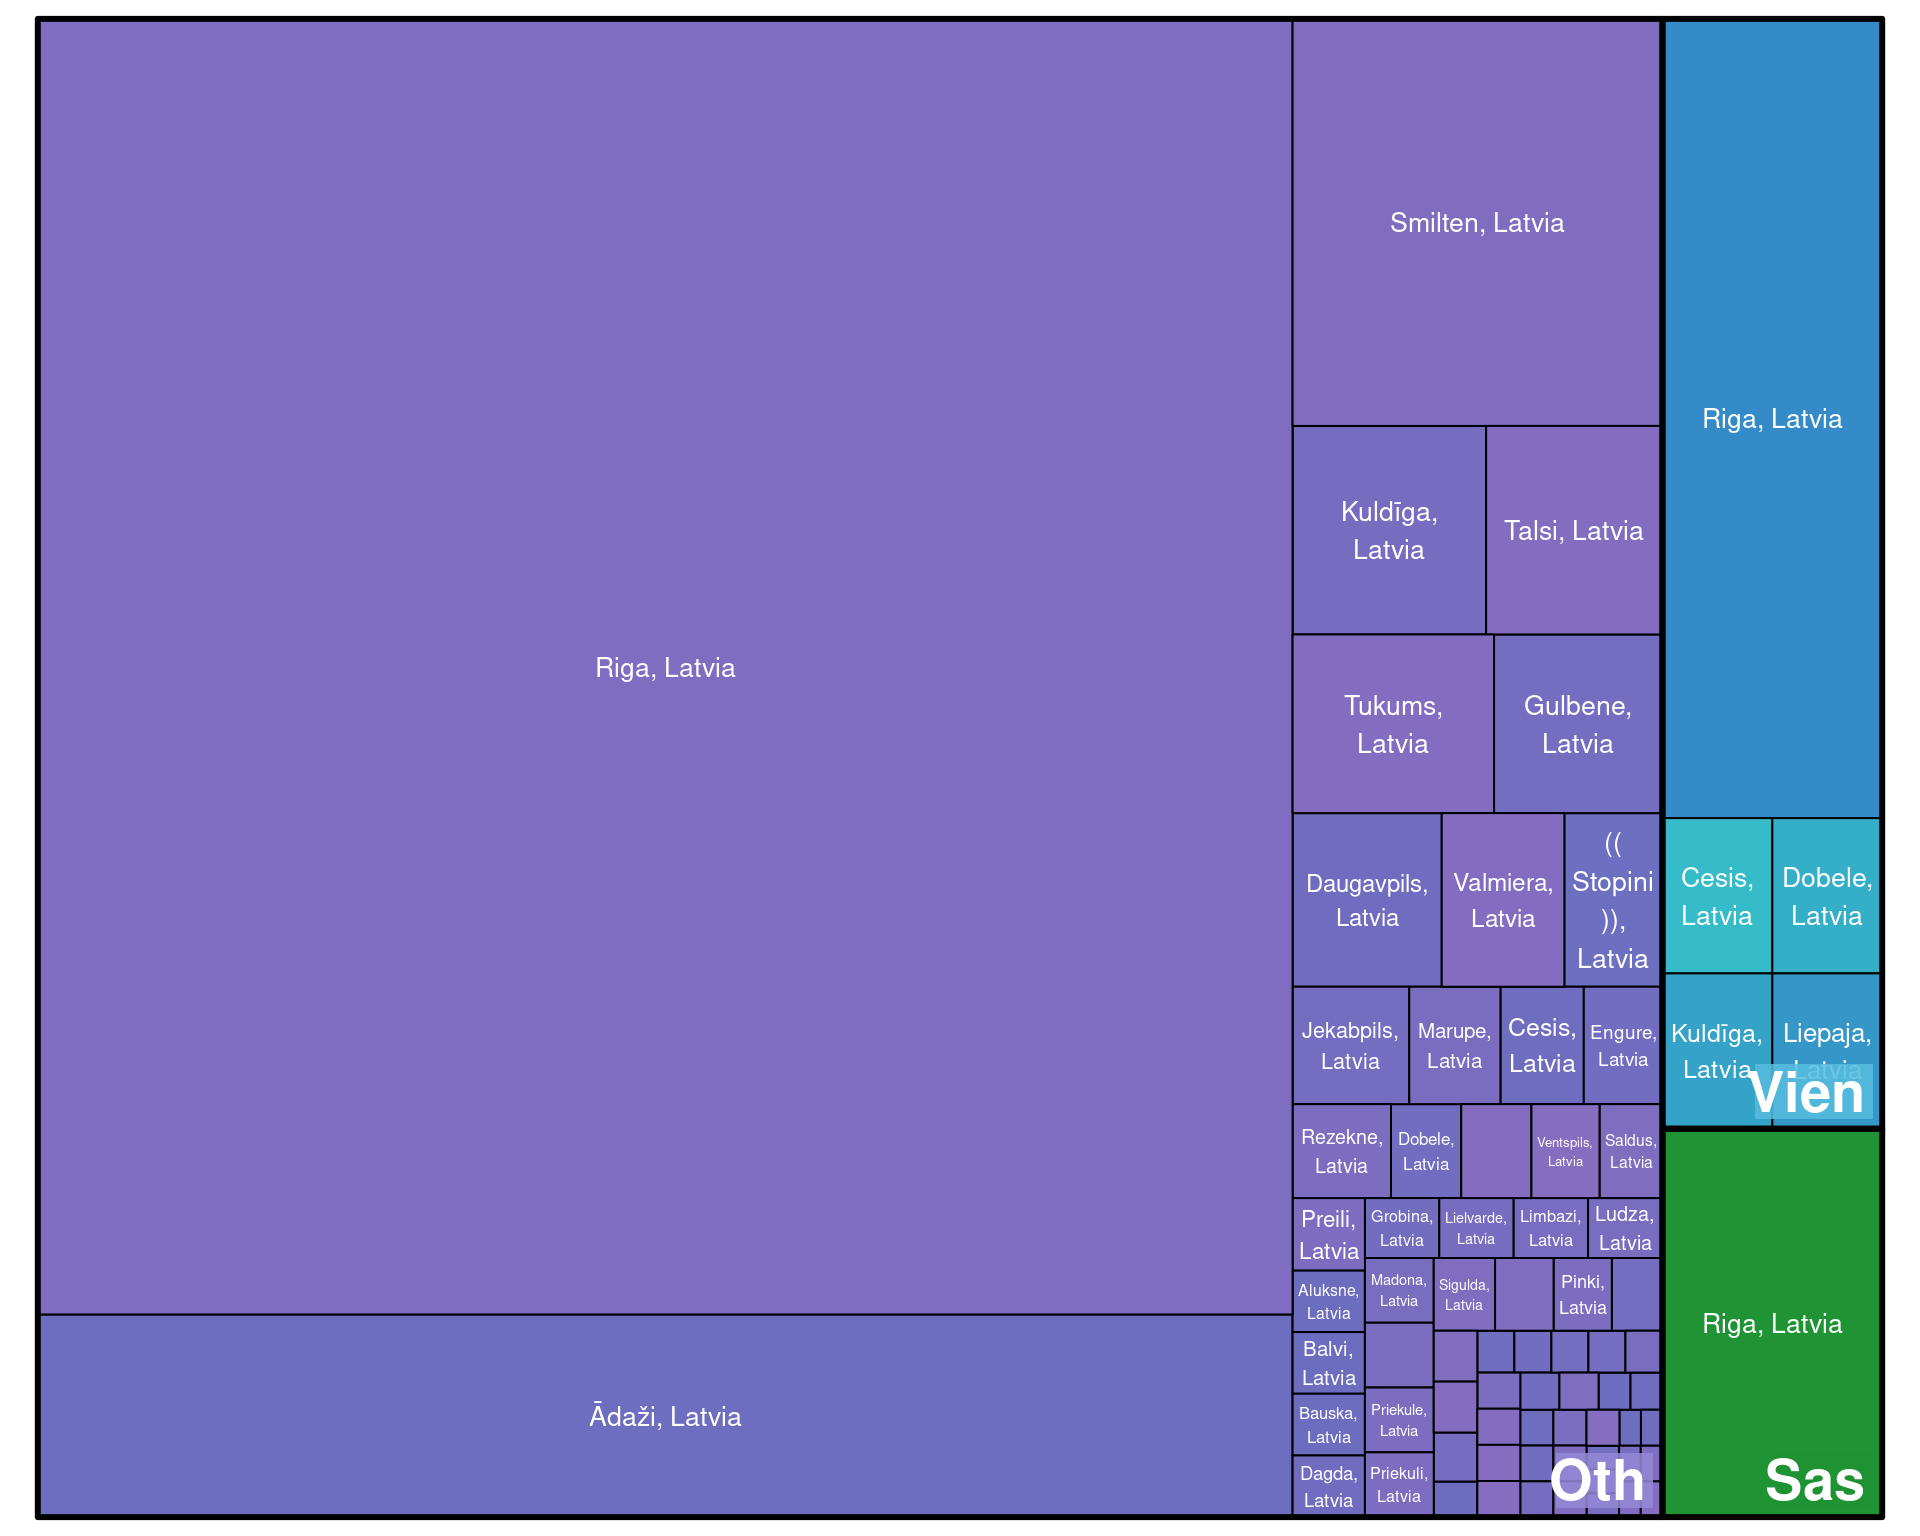 Riga, Latvia
Ādaži, Latvia
Smilten, Latvia
Kuldīga,
Latvia
Talsi, Latvia
Tukums,
Latvia
Gulbene,
Latvia
Daugavpils,
Latvia
Valmiera,
Latvia
((
Stopini
)),
Latvia
Jekabpils,
Latvia
Marupe,
Latvia
Cesis,
Latvia
Engure,
Latvia
Rezekne,
Latvia
Dobele,
Latvia
Ventspils,
Latvia
Saldus,
Latvia
Preili,
Latvia
Grobina,
Latvia
Lielvarde,
Latvia
Limbazi,
Latvia
Ludza,
Latvia
Aluksne,
Latvia
Madona,
Latvia
Sigulda,
Latvia
Pinki,
Latvia
Balvi,
Latvia
Bauska,
Latvia
Priekule,
Latvia
Dagda,
Latvia
Priekuli,
Latvia
Oth
Riga, Latvia
Cesis,
Latvia
Dobele,
Latvia
Kuldīga,
Latvia
Liepaja,
Latvia
Vien
Riga, Latvia
Sas